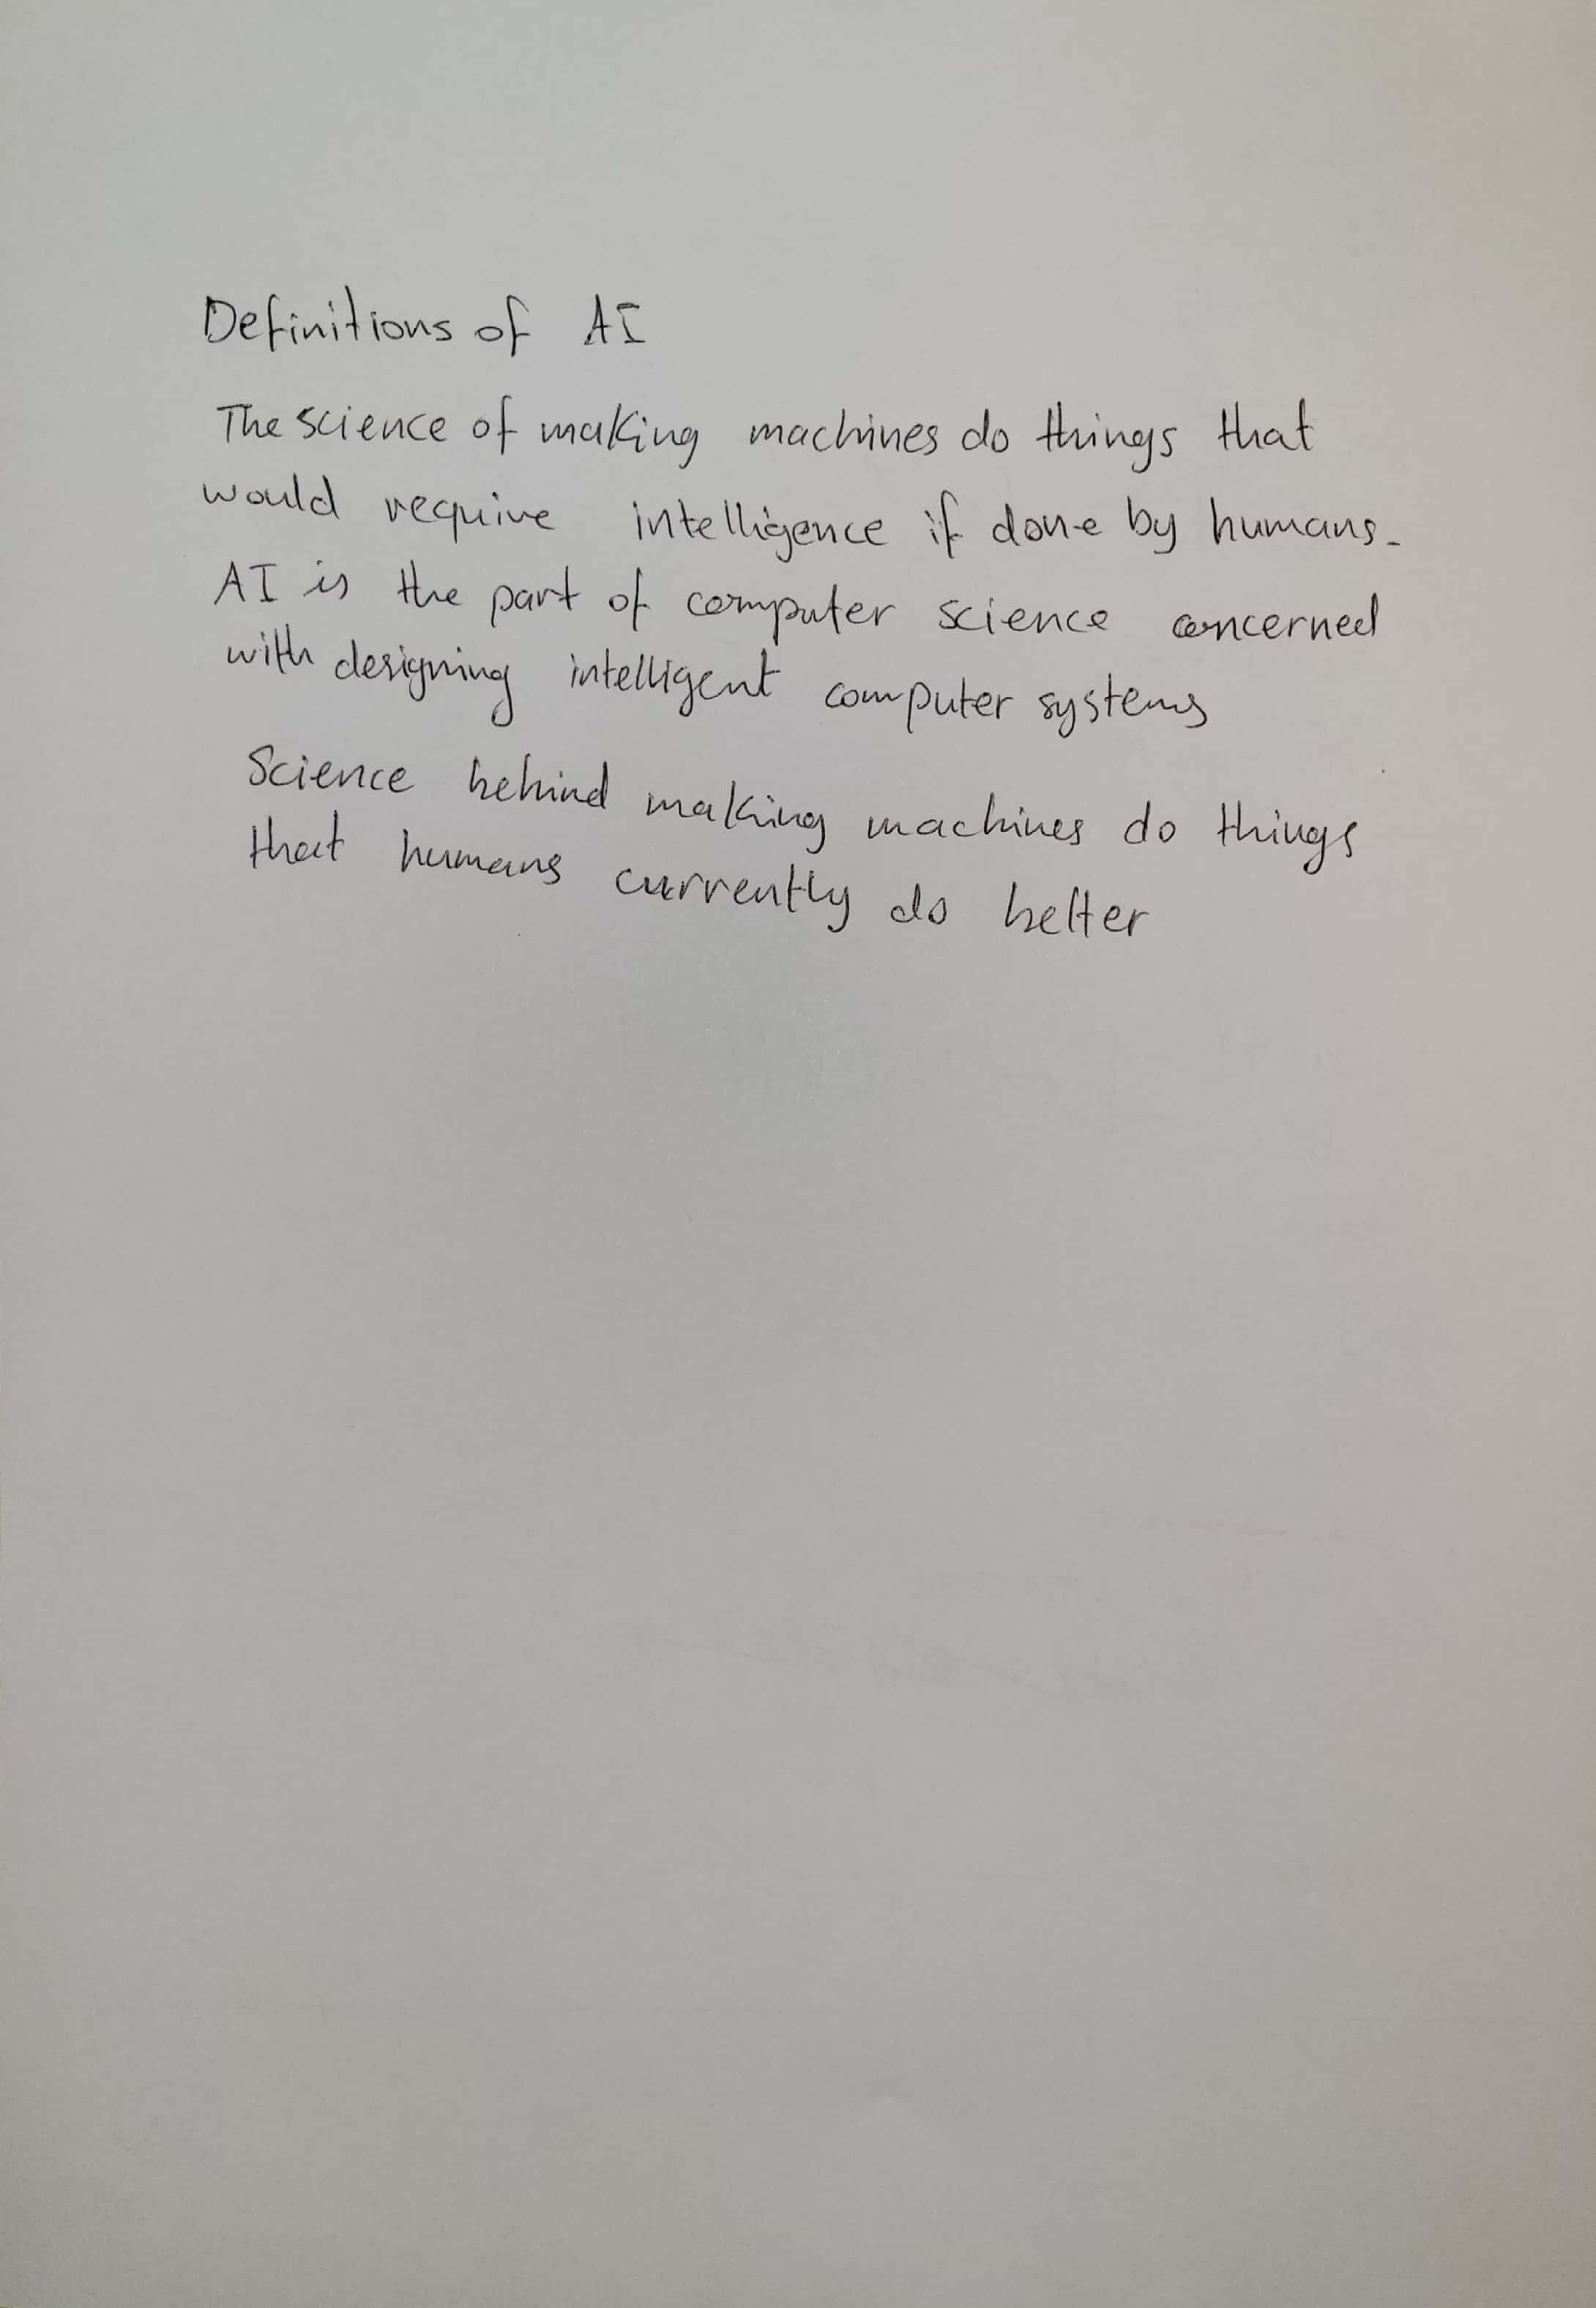 Definitions of AI
The science of making machines do things that
would require intelligence if done by humans.
AI is the part of computer science concerned
with designing intelligent computer systems
Science behind making machines do things
that humans currently do better